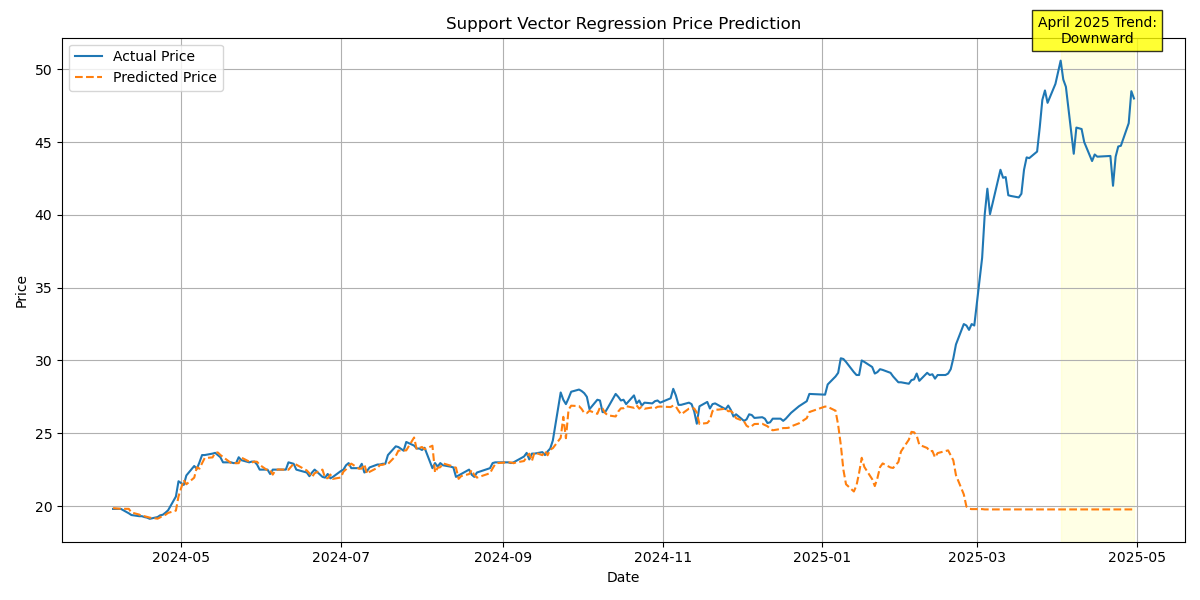 Support Vector Regression Price Prediction
April 2025 Trend:
Downward
Actual Price
Predicted Price
Price
50
45
40
35
30
25
20
2024-05
2024-07
2024-09
2024-11
2025-01
2025-03
2025-05
Date